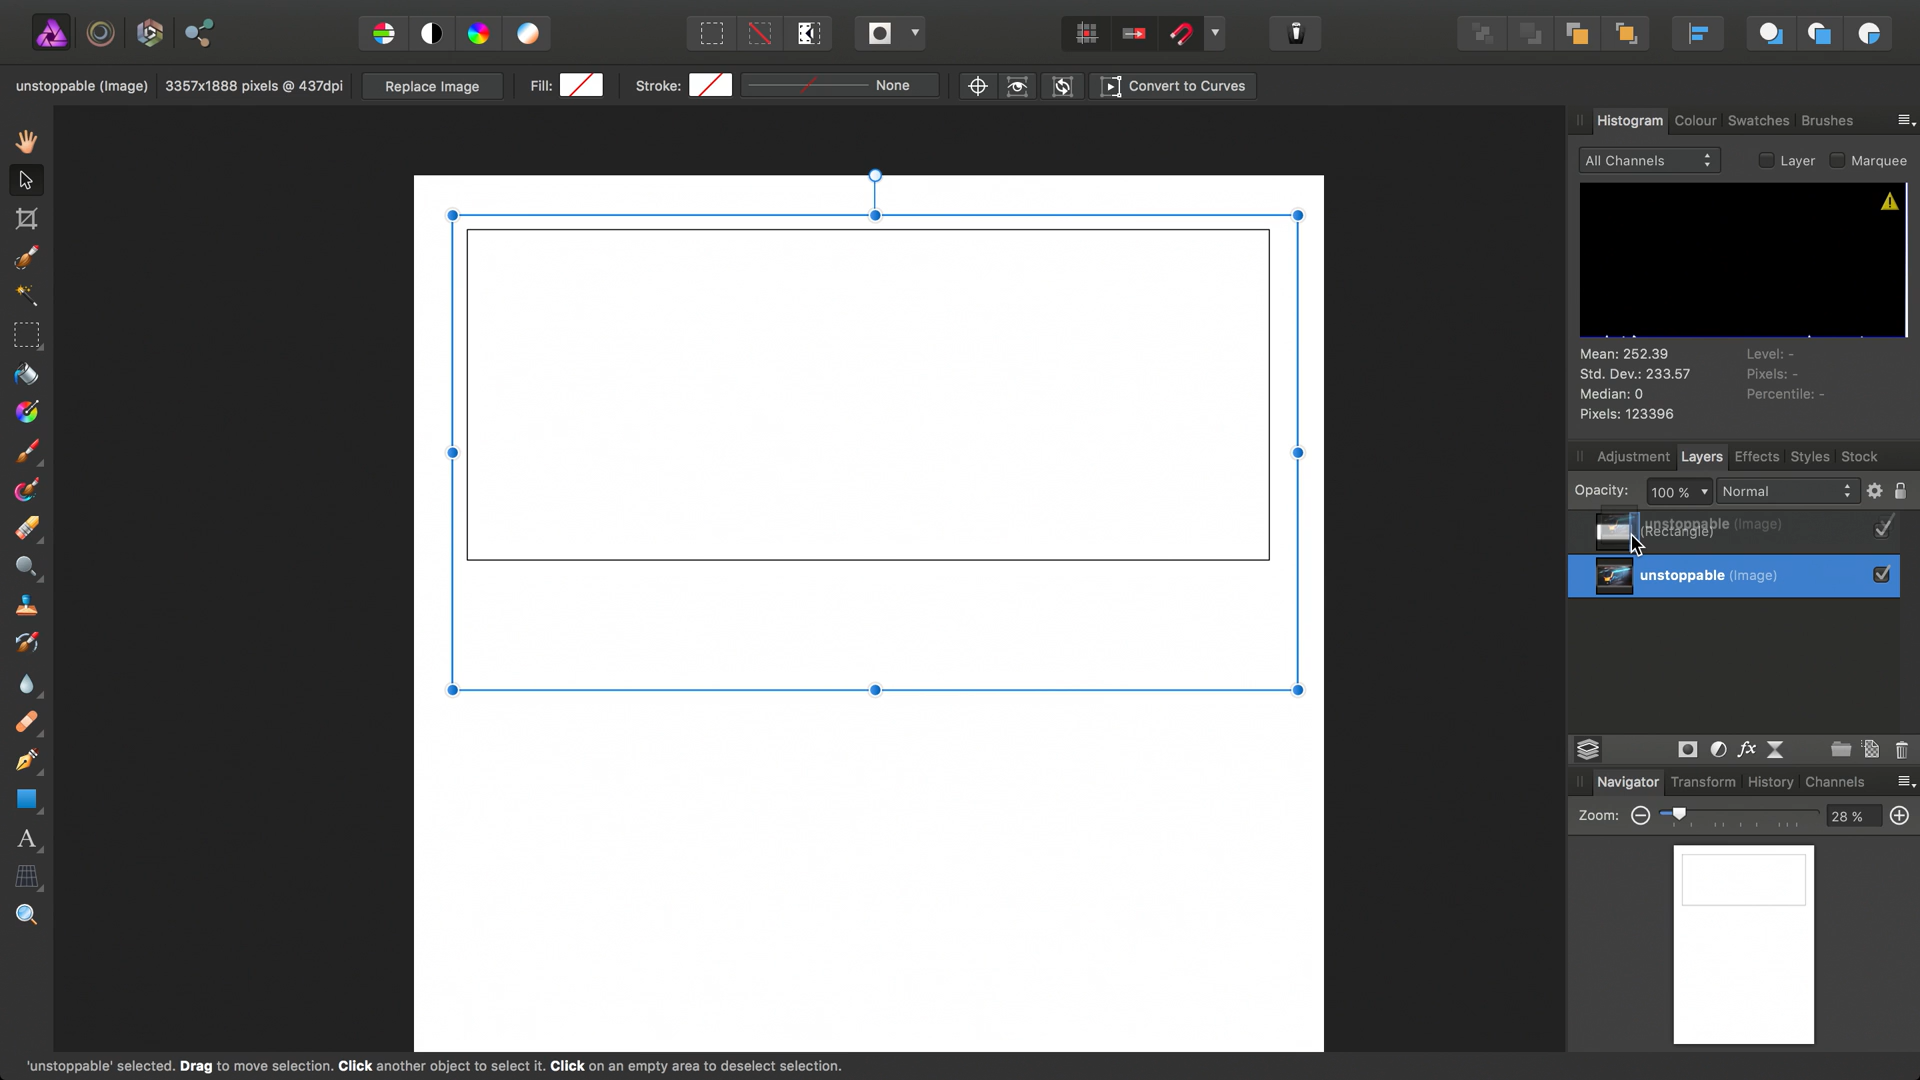 unstoppable (Image)
3357x1888 pixels @ 437dpi
Replace Image
Fill:
Stroke:
None
Convert to Curves
Histogram
Colour
Swatches
Brushes
All Channels
Layer
Marquee
Mean: 252.39
Std. Dev.: 233.57
Median: 0
Pixels: 123396
Level: -
Pixels: -
Percentile: -
Adjustment
Layers
Effects
Styles
Stock
Opacity:
100 %
Normal
unstoppable (Image)
(Rectangle)
unstoppable (Image)
fx
Navigator
Transform
History
Channels
Zoom:
28 %
A
'unstoppable' selected. Drag to move selection. Click another object to select it. Click on an empty area to deselect selection.